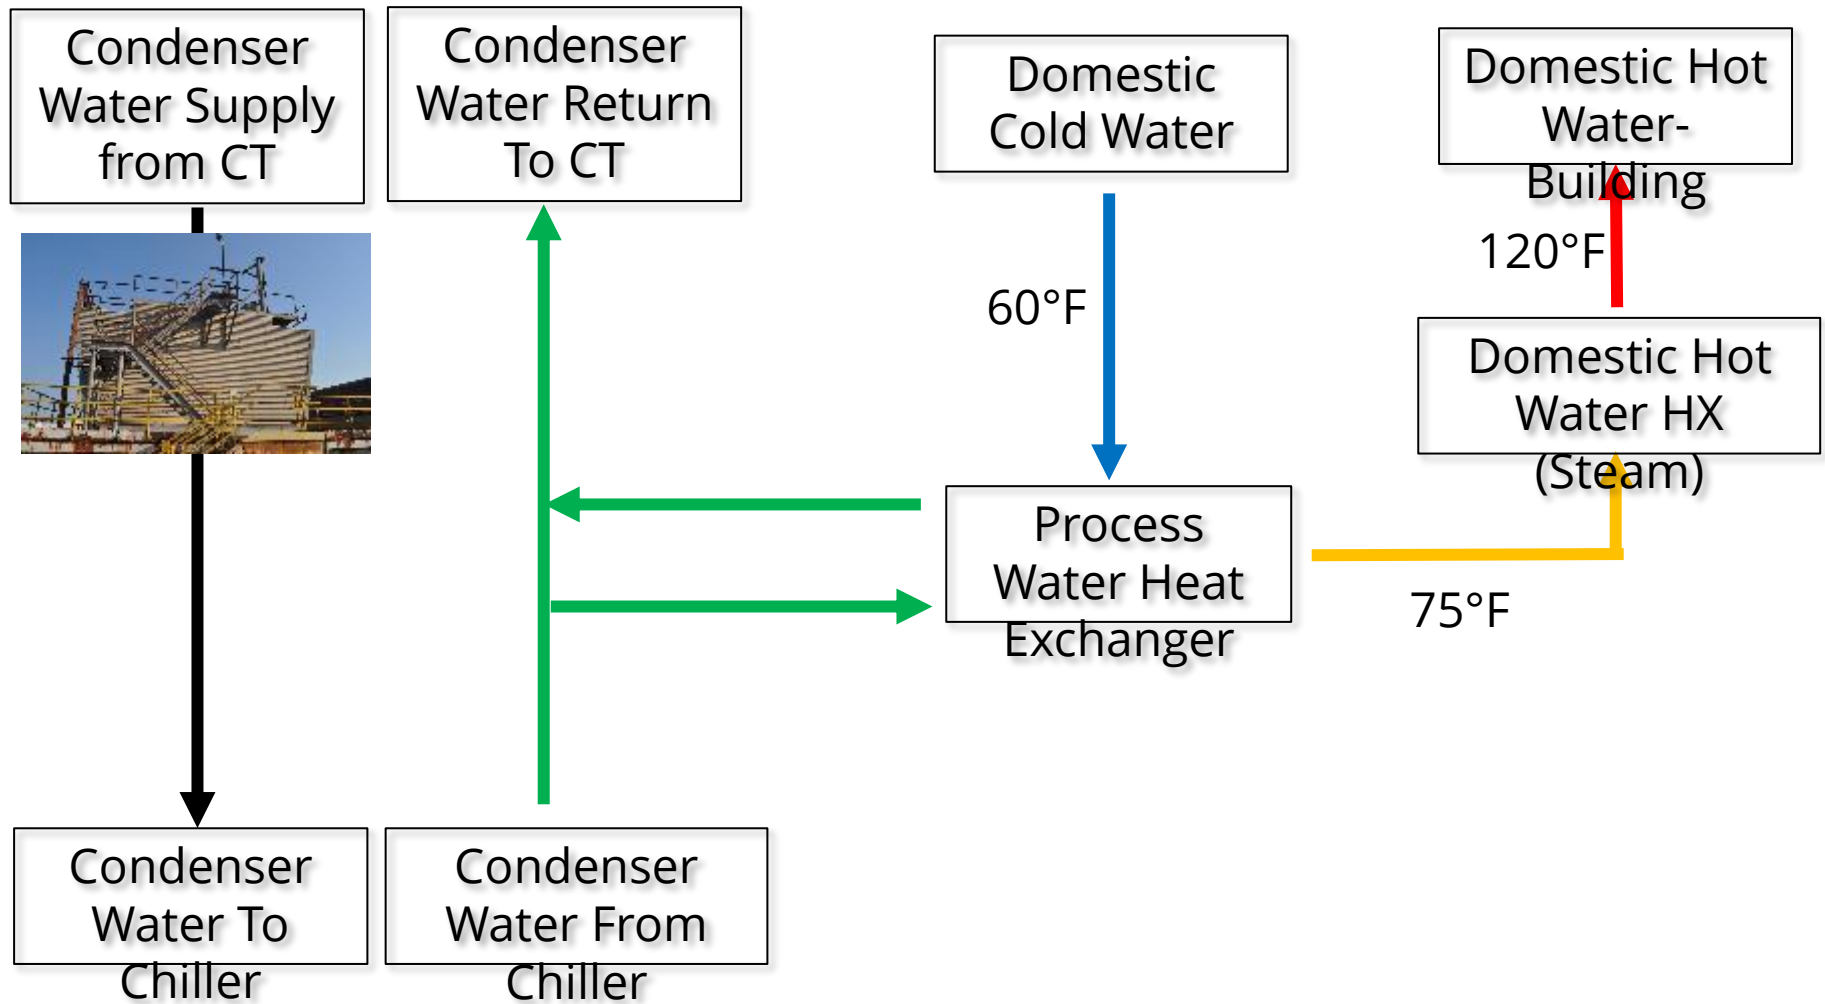 Condenser
Water Supply
from CT
Condenser
Water Return
To CT
Domestic
Cold Water
Domestic Hot
Water-
Building
120°F
60°F
Domestic Hot
Water HX
(Steam)
Process
Water Heat
Exchanger
75°F
Condenser
Water To
Chiller
Condenser
Water From
Chiller